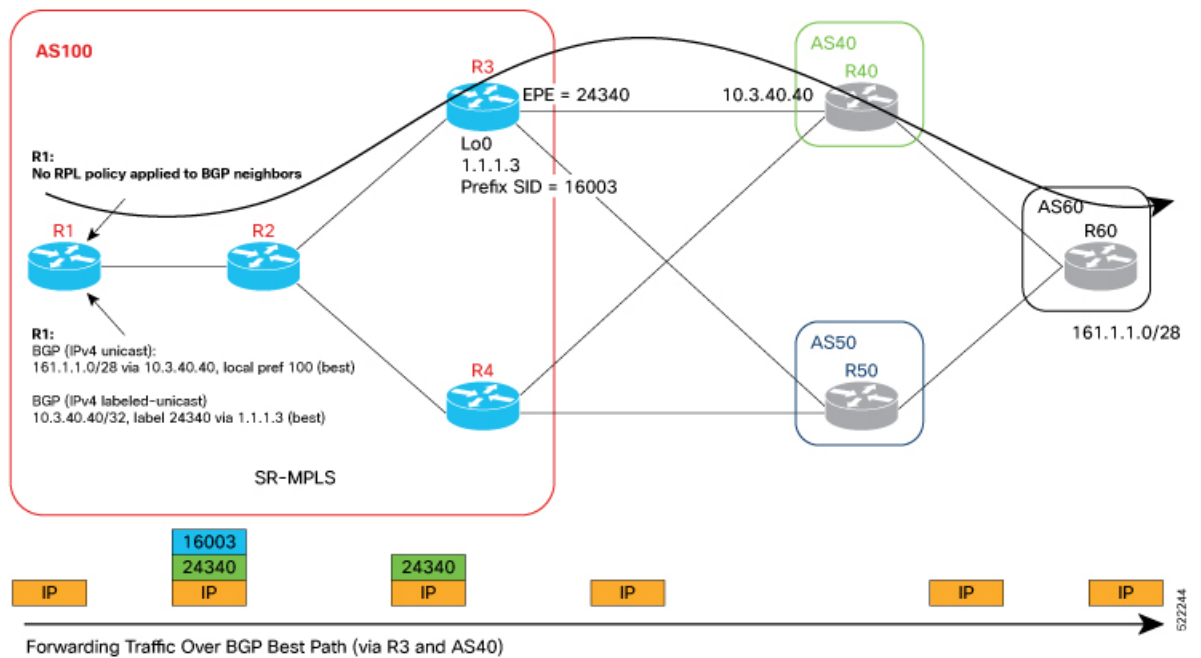 AS100
R3
EPE = 24340
10.3.40.40
AS40
R40
Lo0
1.1.1.3
Prefix SID = 16003
R1:
No RPL policy applied to BGP neighbors
R1
R2
AS60
R60
161.1.1.0/28
R1:
BGP (IPv4 unicast):
161.1.1.0/28 via 10.3.40.40, local pref 100 (best)
BGP (IPv4 labeled-unicast)
10.3.40.40/32, label 24340 via 1.1.1.3 (best)
R4
AS50
R50
SR-MPLS
16003
24340
24340
IP
IP
IP
IP
IP
IP
522244
Forwarding Traffic Over BGP Best Path (via R3 and AS40)